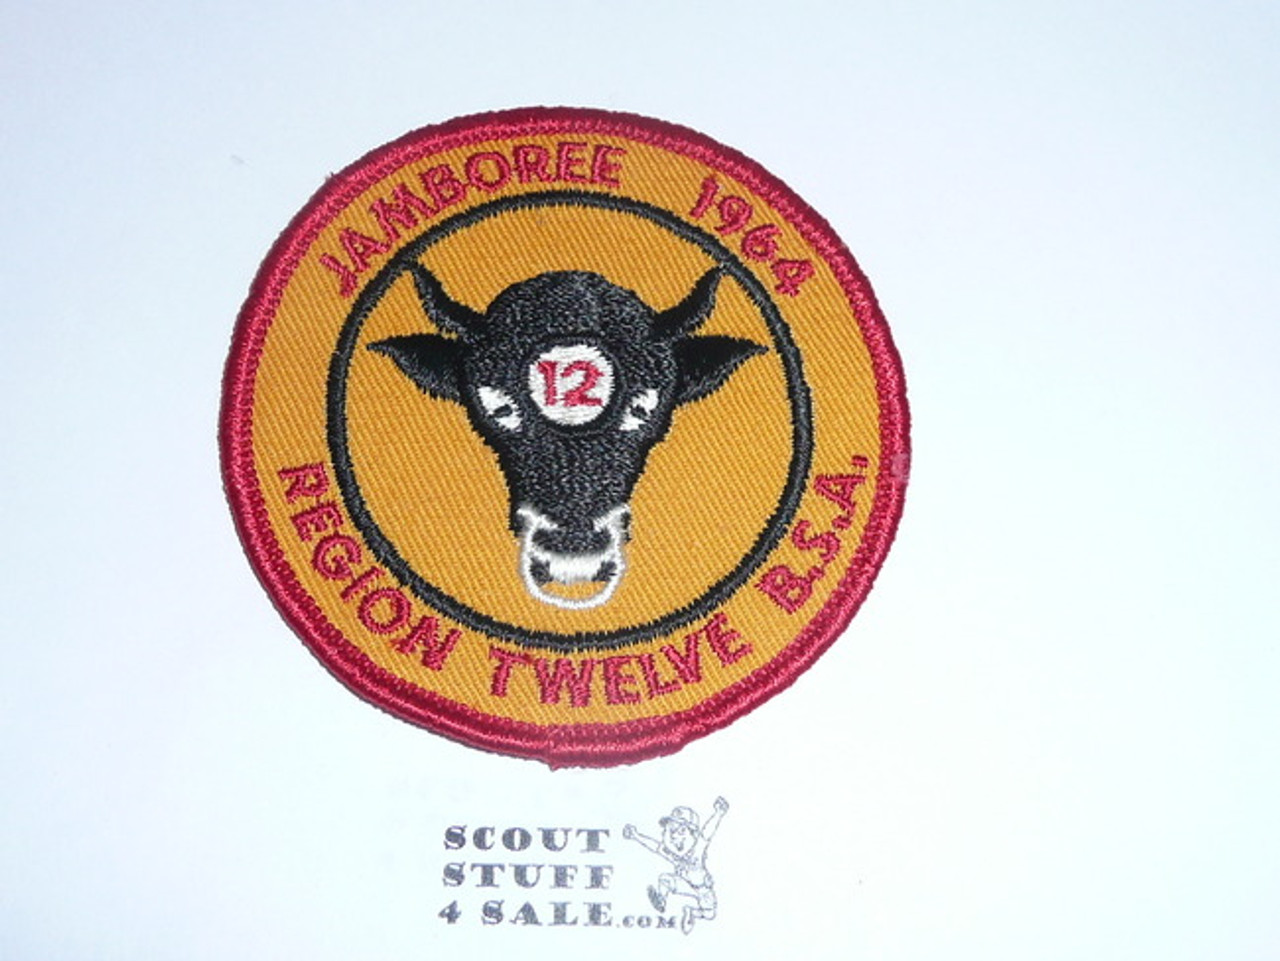 JAMBOREE 1964
12
REGION TWELVE B.S.A.
SCOUT
STUFF
4 SALE.COM